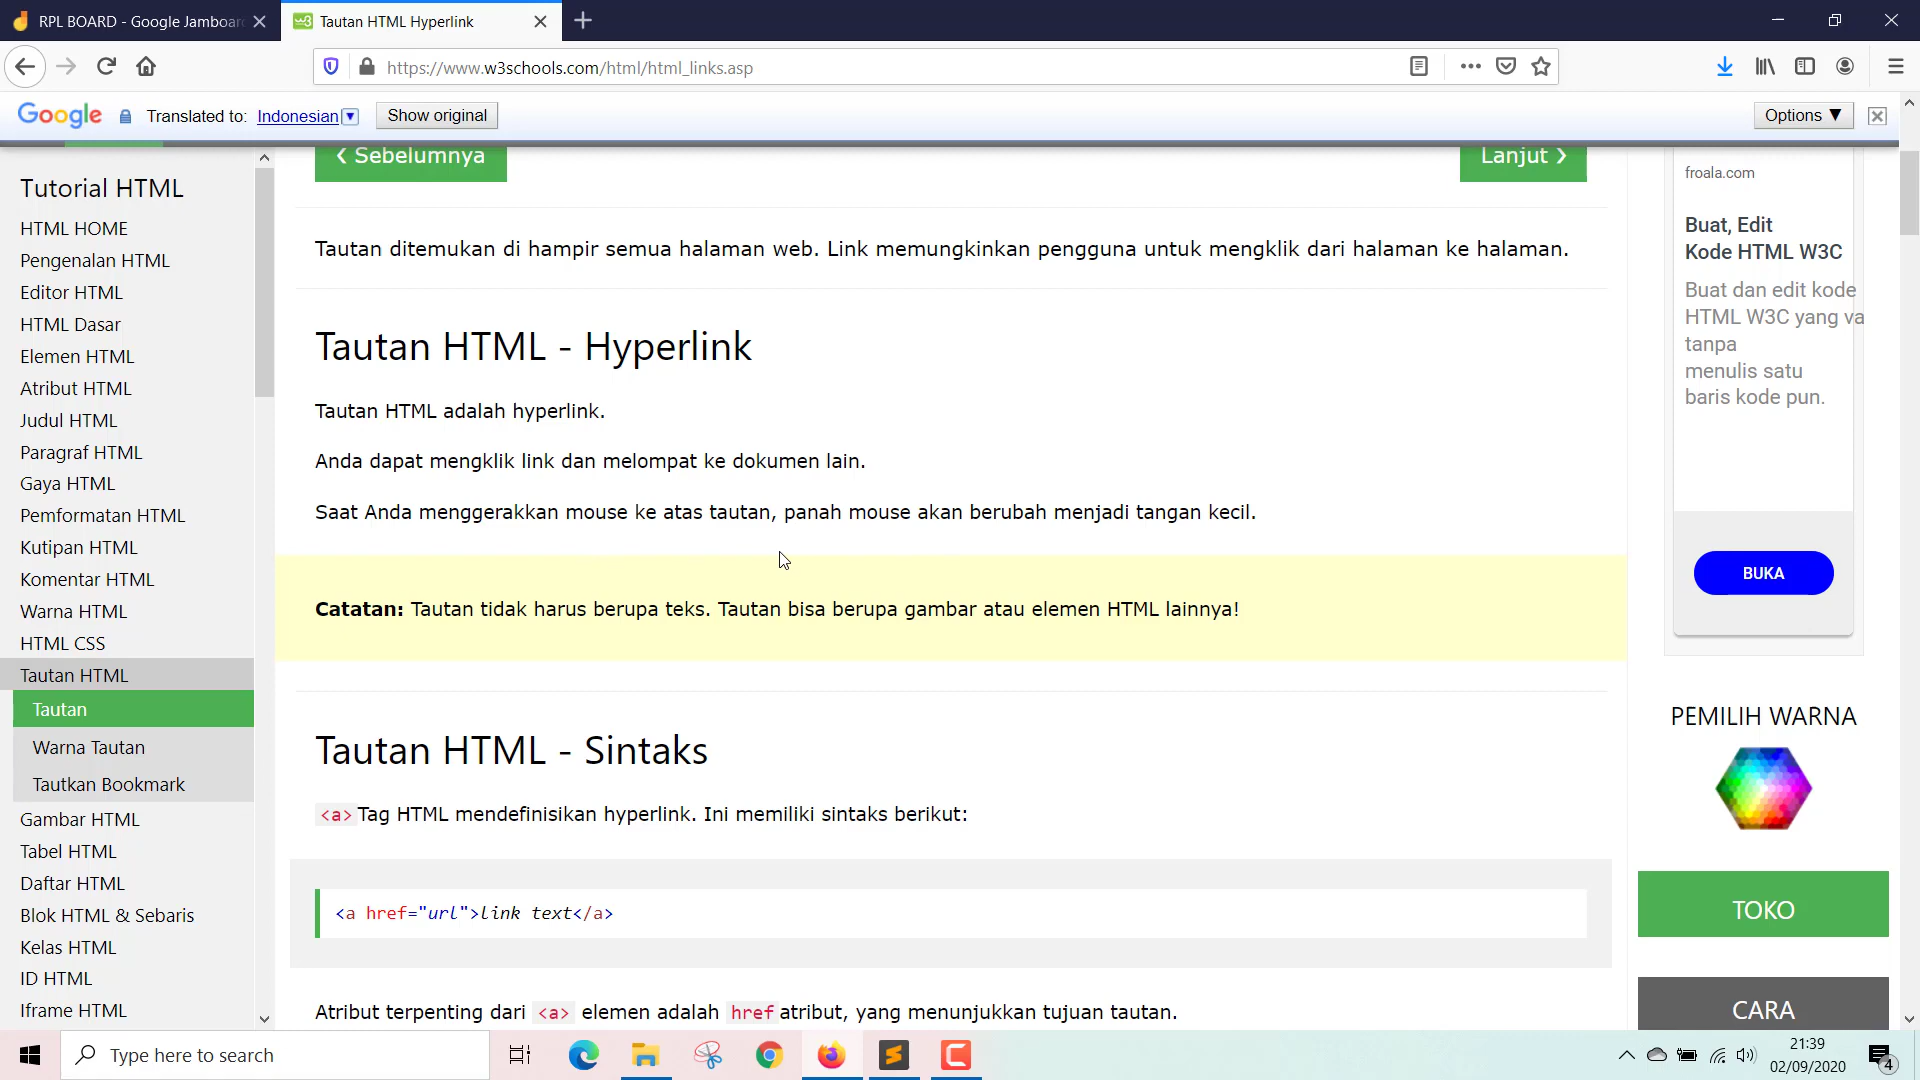 RPL BOARD - Google Jamboar
Tautan HTML Hyperlink
https://www.w3schools.com/html/html_links.asp
Google
Translated to: Indonesian
Show original
Options ▼
Tutorial HTML
HTML HOME
Pengenalan HTML
Editor HTML
HTML Dasar
Elemen HTML
Atribut HTML
Judul HTML
Paragraf HTML
Gaya HTML
Pemformatan HTML
Kutipan HTML
Komentar HTML
Warna HTML
HTML CSS
Tautan HTML
Tautan
Warna Tautan
Tautkan Bookmark
Gambar HTML
Tabel HTML
Daftar HTML
Blok HTML & Sebaris
Kelas HTML
ID HTML
Iframe HTML
❮ Sebelumnya
Lanjut ❯
Tautan ditemukan di hampir semua halaman web. Link memungkinkan pengguna untuk mengklik dari halaman ke halaman.
Tautan HTML - Hyperlink
Tautan HTML adalah hyperlink.
Anda dapat mengklik link dan melompat ke dokumen lain.
Saat Anda menggerakkan mouse ke atas tautan, panah mouse akan berubah menjadi tangan kecil.
Catatan: Tautan tidak harus berupa teks. Tautan bisa berupa gambar atau elemen HTML lainnya!
Tautan HTML - Sintaks
<a>Tag HTML mendefinisikan hyperlink. Ini memiliki sintaks berikut:
<a href="url">link text</a>
Atribut terpenting dari <a> elemen adalah href atribut, yang menunjukkan tujuan tautan.
froala.com
Buat, Edit
Kode HTML W3C
Buat dan edit kode
HTML W3C yang va
tanpa
menulis satu
baris kode pun.
BUKA
PEMILIH WARNA
TOKO
CARA
Type here to search
21:39
02/09/2020
4